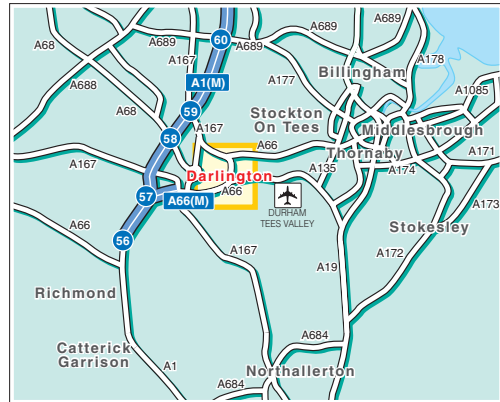 A689
A68
A689
A167
60
A689
A178
A688
A1(M)
A177
Billingham
A1085
A68
59
Stockton
On Tees
58
A167
Middlesbrough
A167
A66
Thornaby
A171
Darlington
A135
A174
57
A66(M)
A66
DURHAM
TEES VALLEY
A66
56
A167
Stokesley
A173
A172
A19
Richmond
Catterick
Garrison
A1
A684
Northallerton
A684